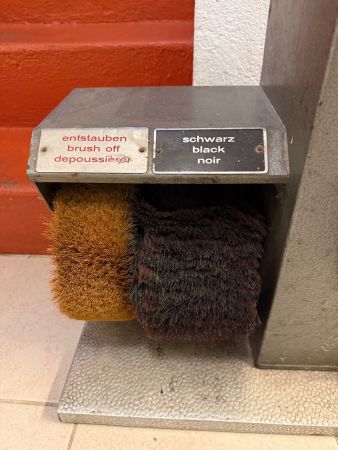 entstauben
brush off
depoussiérer
schwarz
black
noir